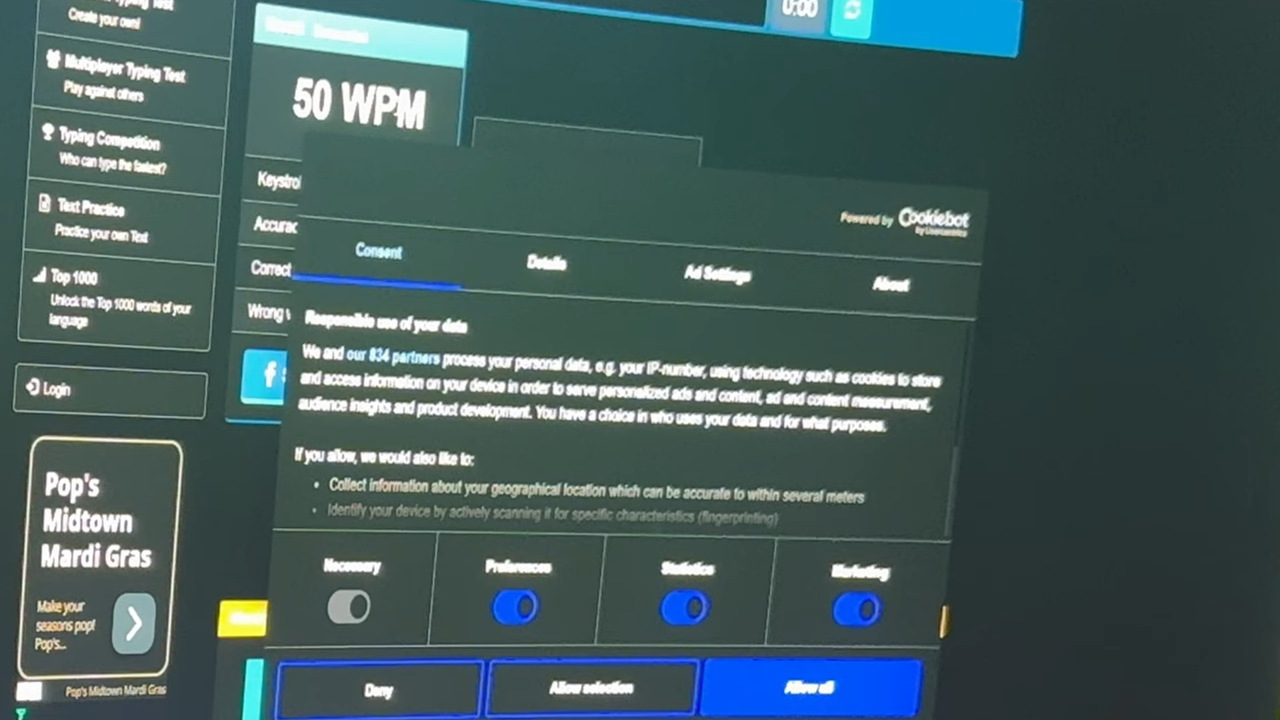 Typing Test
Create your own!
Multiplayer Typing Test
Play against others
Typing Competition
Who can type the fastest?
Text Practice
Practice your own Text
Top 1000
Unlock the Top 1000 words of your
language
Login
Pop's
Midtown
Mardi Gras
Make your
seasons pop!
Pop's...
Pop's Midtown Mardi Gras
0:00
50 WPM
Keystro
Accurac
Correct
Wrong
Powered by Cookiebot
by Usercentrics
Consent
Details
Ad Settings
About
Responsible use of your data
We and our 834 partners process your personal data, e.g. your IP-number, using technology such as cookies to store
and access information on your device in order to serve personalized ads and content, ad and content measurement,
audience insights and product development. You have a choice in who uses your data and for what purposes.
If you allow, we would also like to:
• Collect information about your geographical location which can be accurate to within several meters
• Identify your device by actively scanning it for specific characteristics (fingerprinting)
Necessary
Preferences
Statistics
Marketing
Deny
Allow selection
Allow all